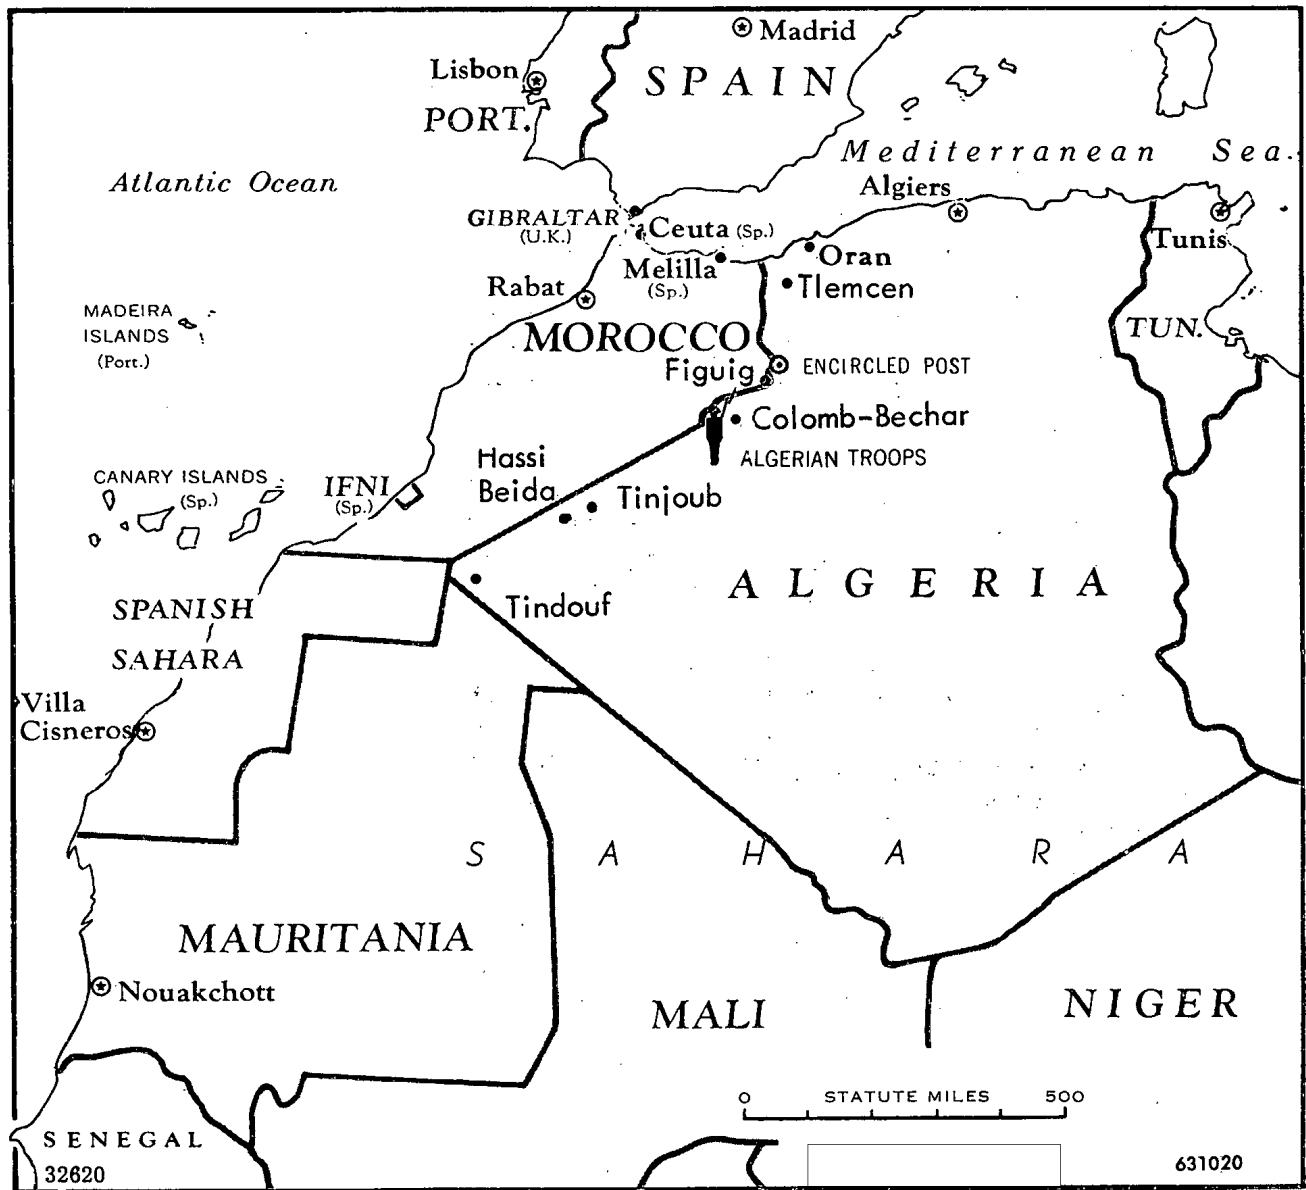 Madrid
Lisbon
SPAIN
PORT.
Mediterranean Sea
Atlantic Ocean
Algiers
GIBRALTAR
(U.K.)
Ceuta (Sp.)
Tunis
Oran
Melilla
(Sp.)
Rabat
Tlemcen
MADEIRA
ISLANDS
(Port.)
MOROCCO
TUN.
Figuig
ENCIRCLED POST
Colomb-Bechar
ALGERIAN TROOPS
Hassi
Beida
CANARY ISLANDS
(Sp.)
IFNI
(Sp.)
Tinjoub
ALGERIA
Tindouf
SPANISH
SAHARA
Villa
Cisneros
SAHARA
MAURITANIA
Nouakchott
MALI
NIGER
0 STATUTE MILES 500
SENEGAL
32620
631020